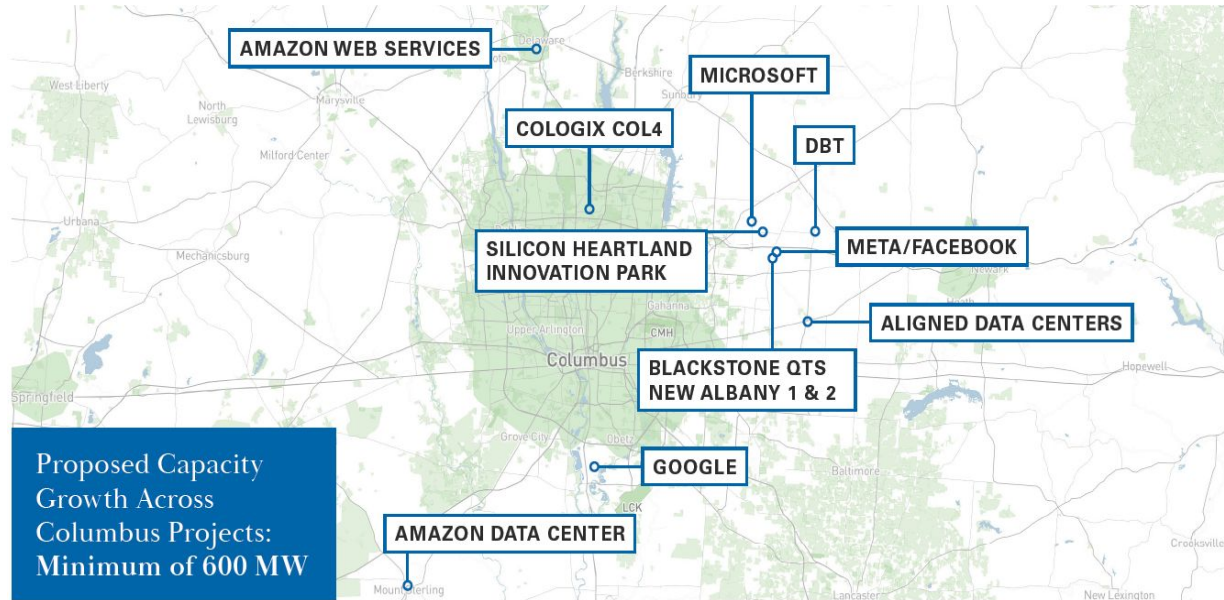 AMAZON WEB SERVICES
Delaware
MICROSOFT
Berkshire
West Liberty
Sunbury
Marysville
North
Lewisburg
COLOGIX COL4
DBT
Milford Center
Urbana
SILICON HEARTLAND
INNOVATION PARK
META/FACEBOOK
Mechanicsburg
Newark
Heath
Gahanna
ALIGNED DATA CENTERS
Upper Arlington
CMH
Columbus
BLACKSTONE QTS
NEW ALBANY 1 & 2
Hopewell
Springfield
Grove City
Obetz
Proposed Capacity
Growth Across
Columbus Projects:
Minimum of 600 MW
GOOGLE
Baltimore
LCK
AMAZON DATA CENTER
Crooksville
Mount Sterling
Lancaster
New Lexington